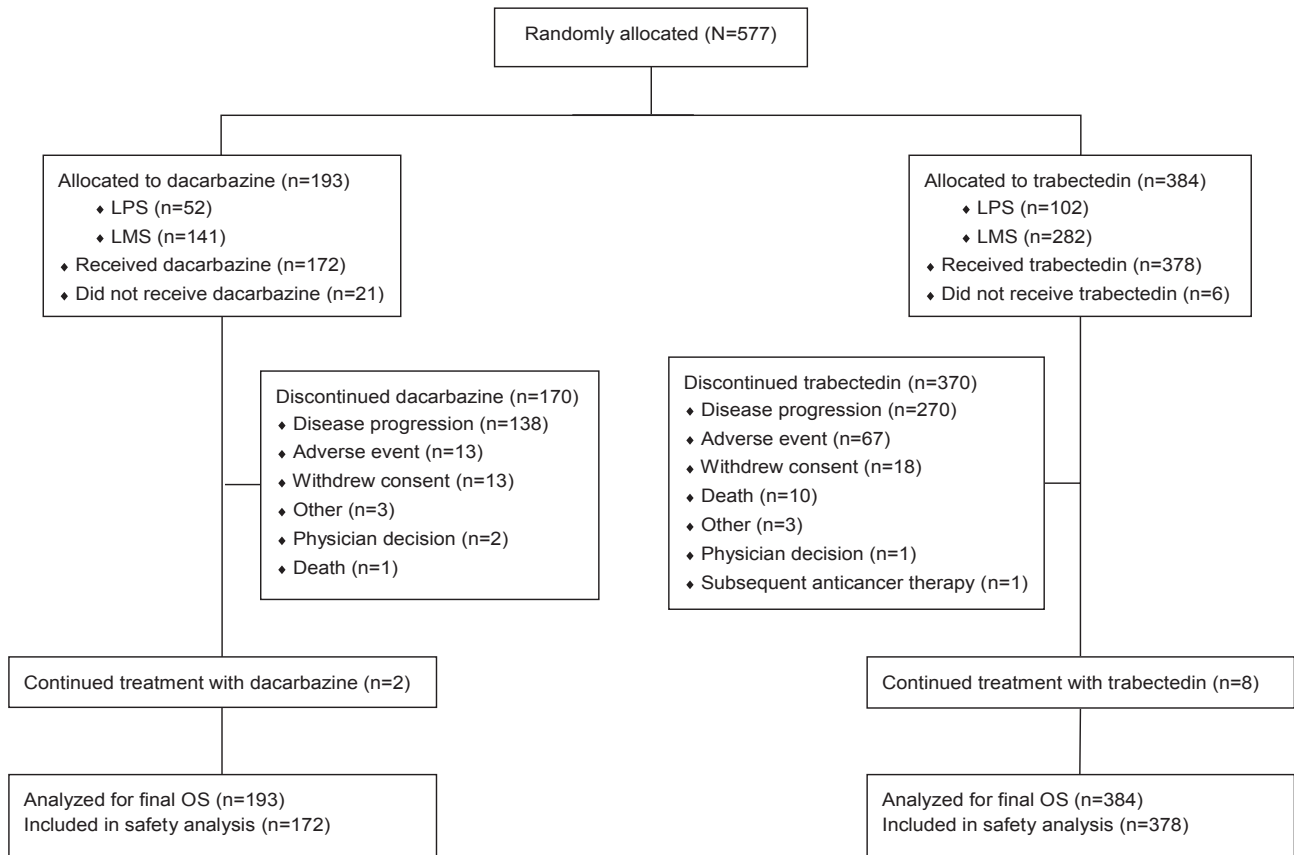 Randomly allocated (N=577)
Allocated to dacarbazine (n=193)
♦ LPS (n=52)
♦ LMS (n=141)
♦ Received dacarbazine (n=172)
♦ Did not receive dacarbazine (n=21)
Allocated to trabectedin (n=384)
♦ LPS (n=102)
♦ LMS (n=282)
♦ Received trabectedin (n=378)
♦ Did not receive trabectedin (n=6)
Discontinued dacarbazine (n=170)
♦ Disease progression (n=138)
♦ Adverse event (n=13)
♦ Withdrew consent (n=13)
♦ Other (n=3)
♦ Physician decision (n=2)
♦ Death (n=1)
Discontinued trabectedin (n=370)
♦ Disease progression (n=270)
♦ Adverse event (n=67)
♦ Withdrew consent (n=18)
♦ Death (n=10)
♦ Other (n=3)
♦ Physician decision (n=1)
♦ Subsequent anticancer therapy (n=1)
Continued treatment with dacarbazine (n=2)
Continued treatment with trabectedin (n=8)
Analyzed for final OS (n=193)
Included in safety analysis (n=172)
Analyzed for final OS (n=384)
Included in safety analysis (n=378)